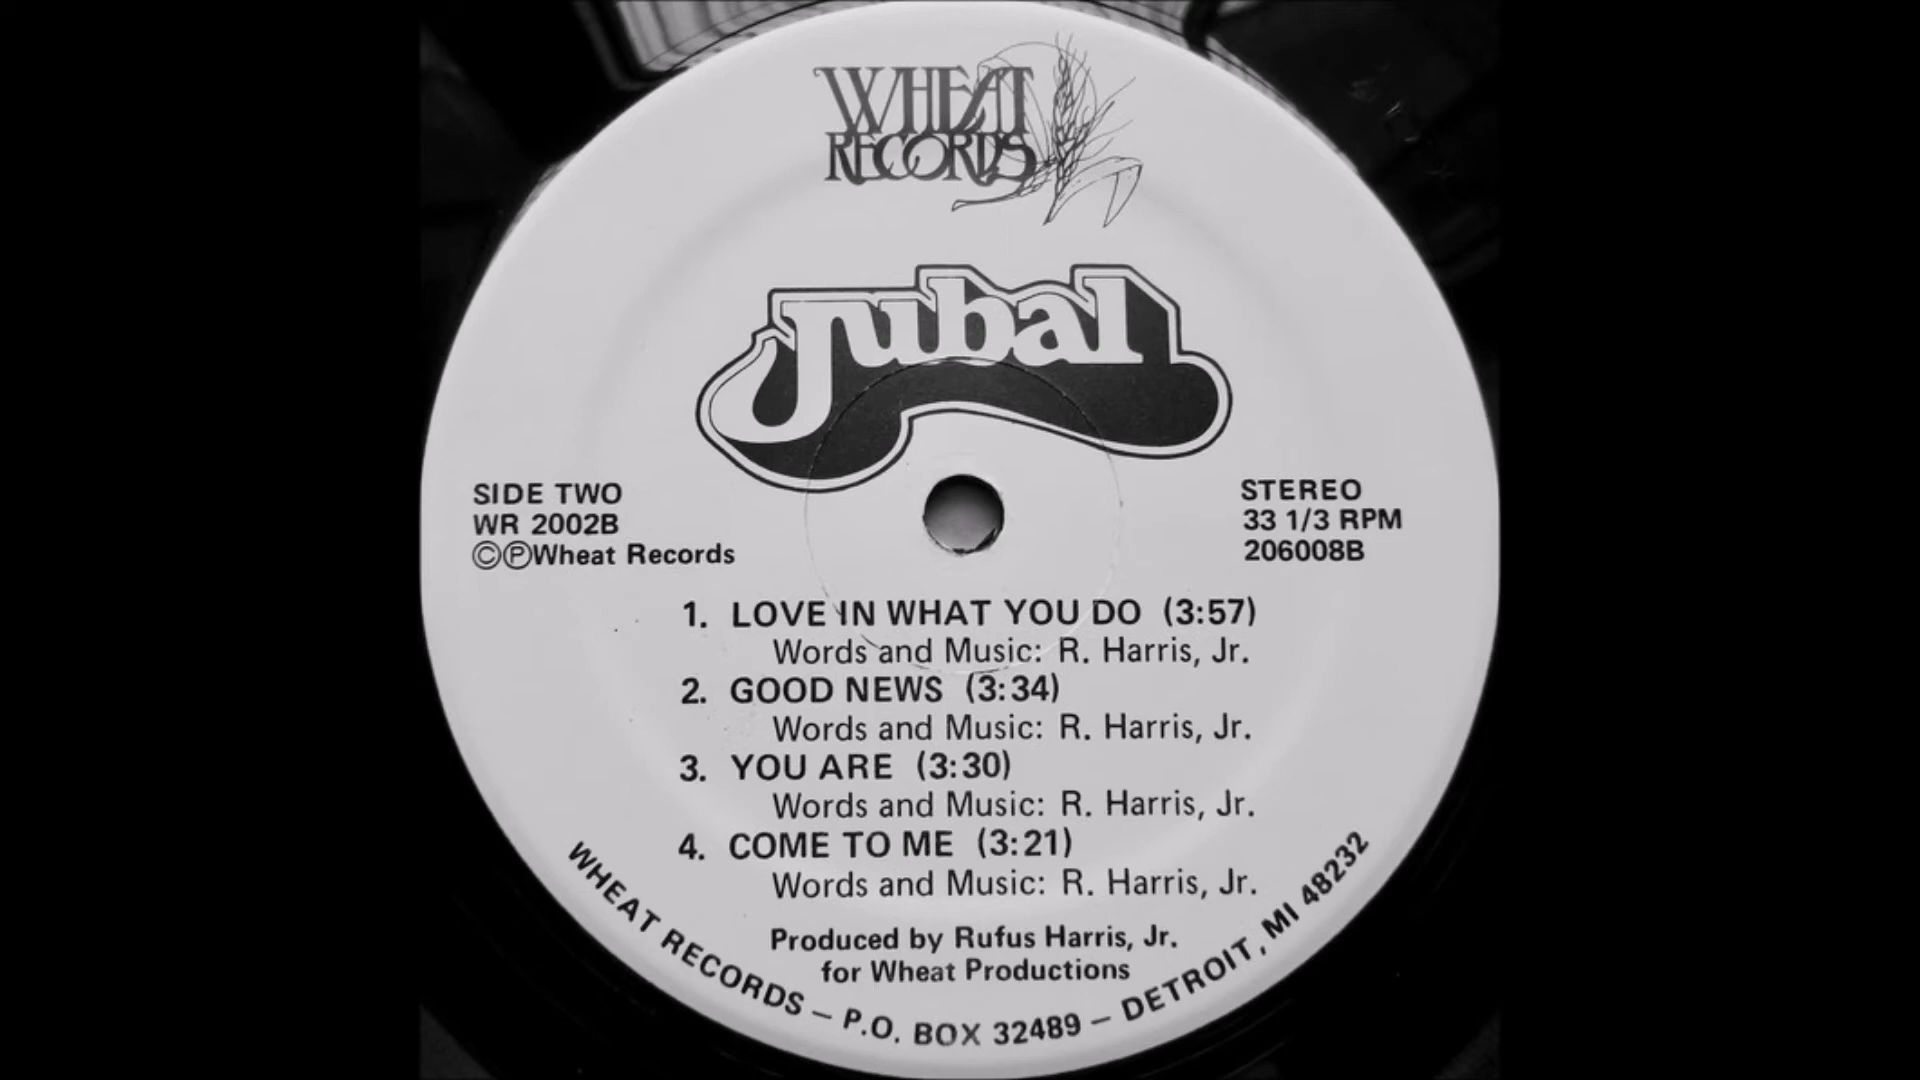 WHEAT
RECORDS
Jubal
SIDE TWO
WR 2002B
©℗Wheat Records
STEREO
33 1/3 RPM
206008B
1. LOVE IN WHAT YOU DO (3:57)
Words and Music: R. Harris, Jr.
2. GOOD NEWS (3:34)
Words and Music: R. Harris, Jr.
3. YOU ARE (3:30)
Words and Music: R. Harris, Jr.
4. COME TO ME (3:21)
Words and Music: R. Harris, Jr.
Produced by Rufus Harris, Jr.
for Wheat Productions
WHEAT RECORDS – P.O. BOX 32489 – DETROIT, MI 48232